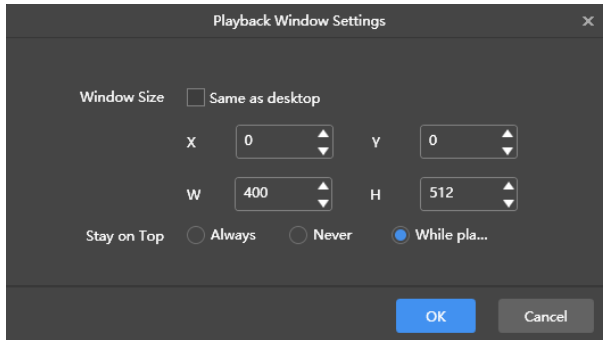 Playback Window Settings
Window Size Same as desktop
X 0 Y 0
W 400 H 512
Stay on Top Always Never While pla...
OK Cancel